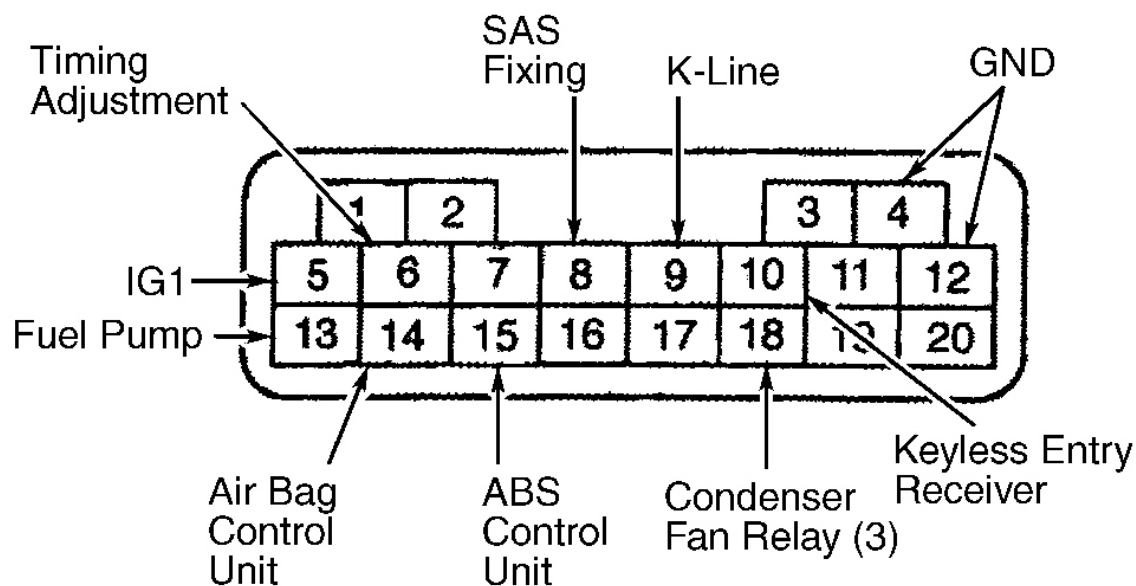 Timing
Adjustment
SAS
Fixing
K-Line
GND
1 2 3 4
IG1
5 6 7 8 9 10 11 12
Fuel Pump
13 14 15 16 17 18 19 20
Air Bag
Control
Unit
ABS
Control
Unit
Condenser
Fan Relay (3)
Keyless Entry
Receiver